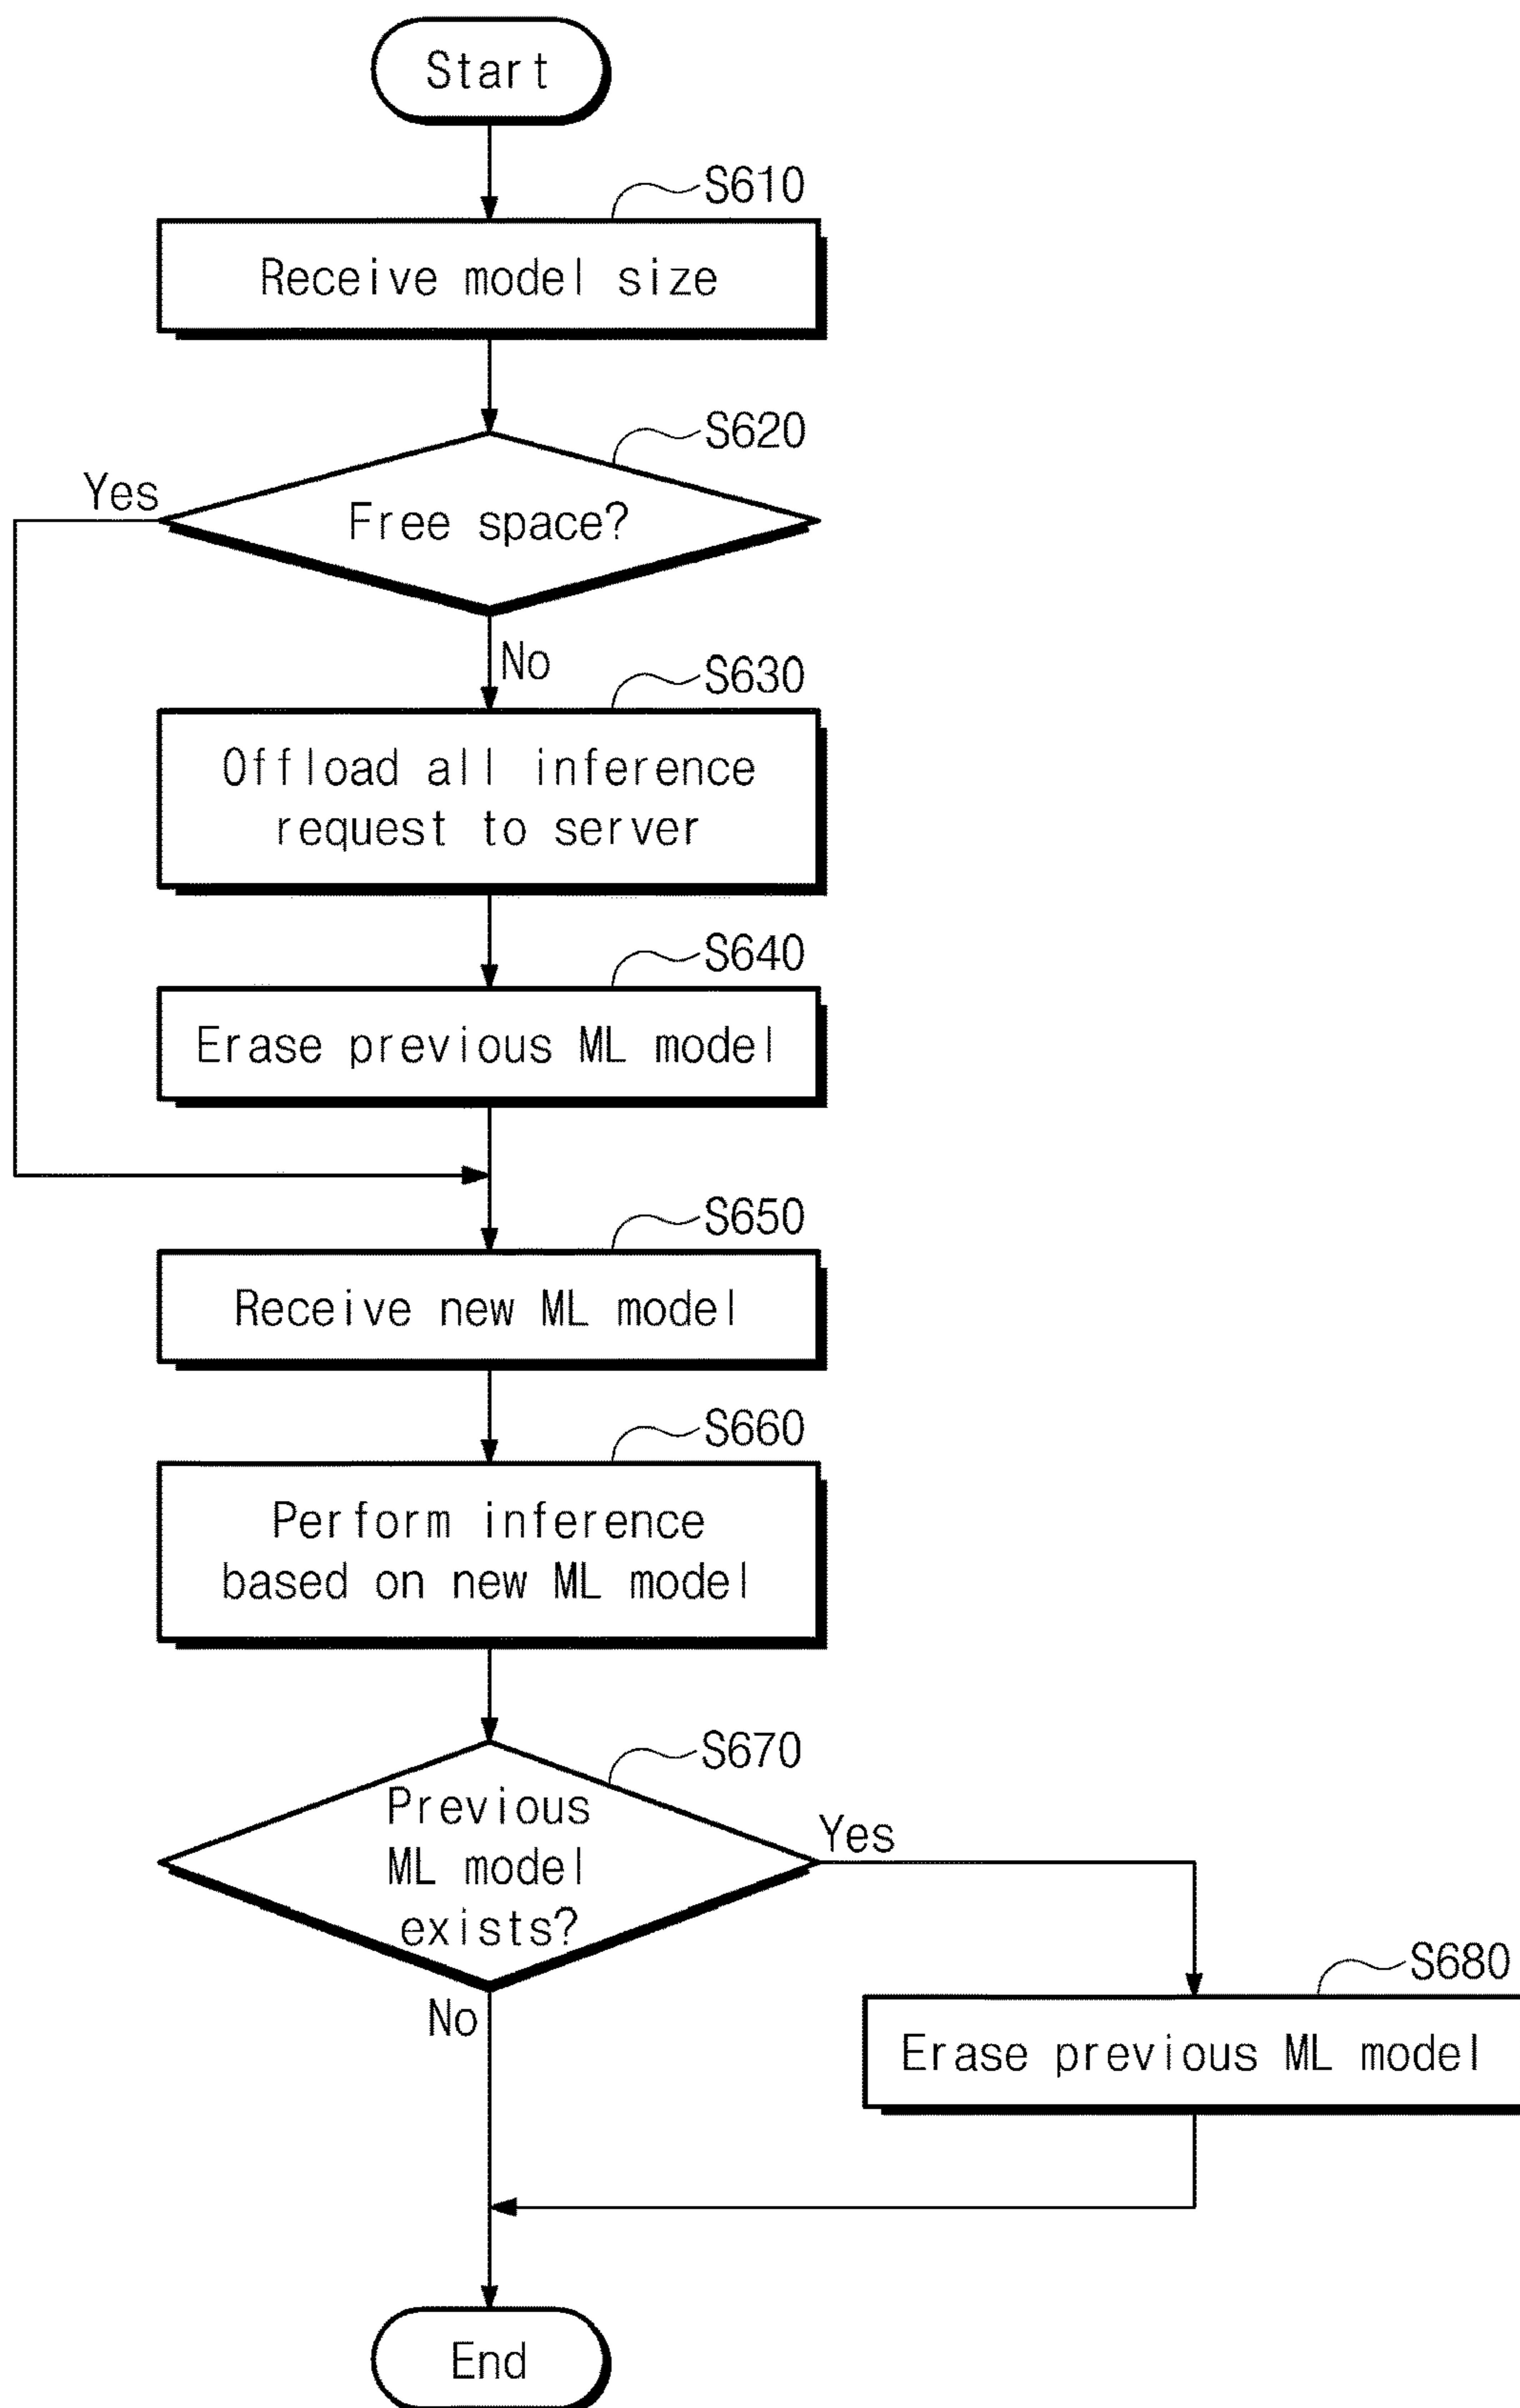 Start
S610
Receive model size
S620
Yes
Free space?
No
S630
Offload all inference
request to server
S640
Erase previous ML model
S650
Receive new ML model
S660
Perform inference
based on new ML model
S670
Previous
ML model
exists?
Yes
No
S680
Erase previous ML model
End